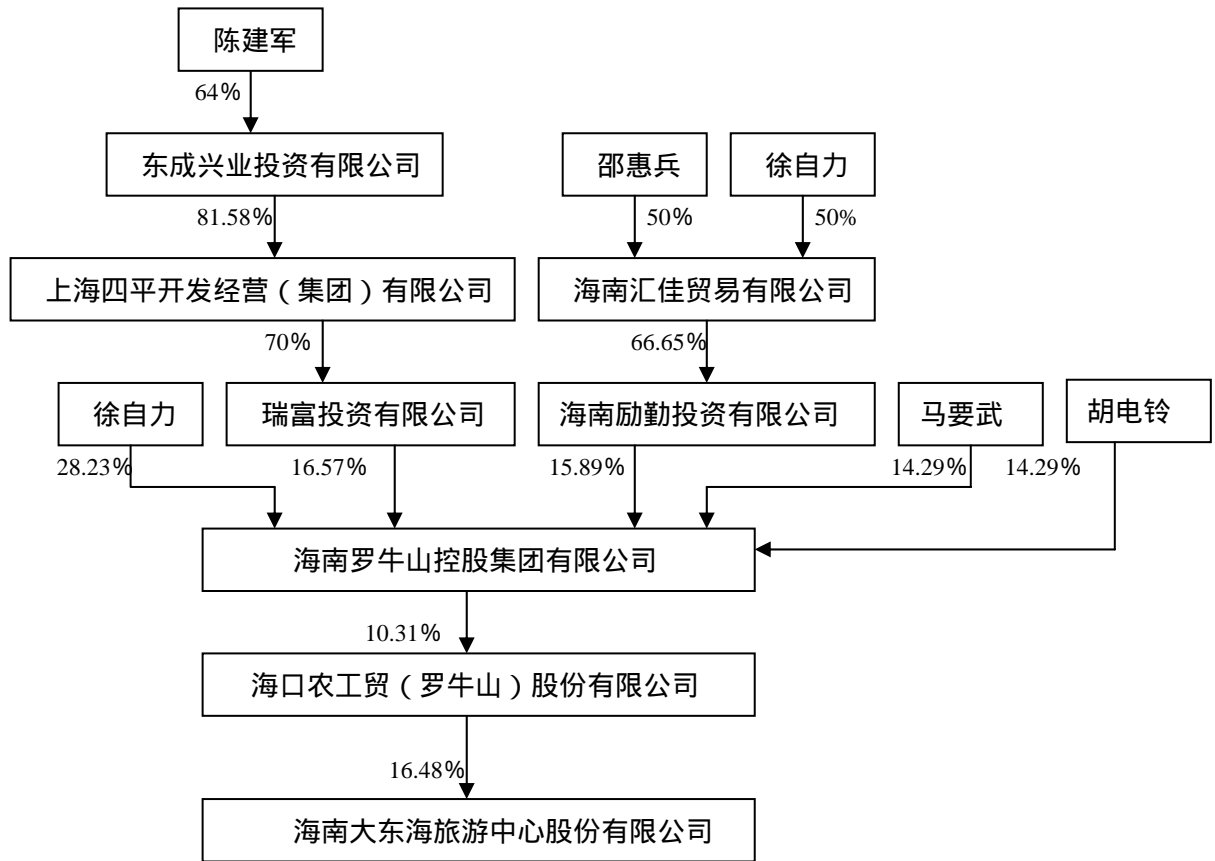 陈建军
64%
东成兴业投资有限公司
邵惠兵
徐自力
81.58%
50%
50%
上海四平开发经营（集团）有限公司
海南汇佳贸易有限公司
70%
66.65%
徐自力
瑞富投资有限公司
海南励勤投资有限公司
马要武
胡电铃
28.23%
16.57%
15.89%
14.29%
14.29%
海南罗牛山控股集团有限公司
10.31%
海口农工贸（罗牛山）股份有限公司
16.48%
海南大东海旅游中心股份有限公司